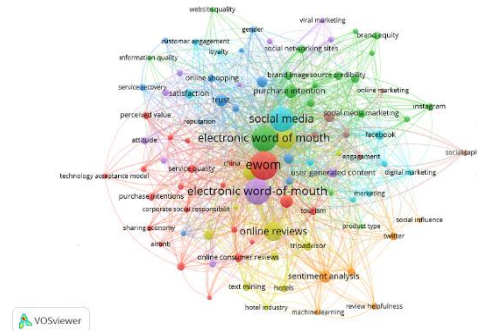 website quality
viral marketing
gender
customer engagement
social networking sites
brand equity
loyalty
information quality
online shopping
brand image
source credibility
service recovery
satisfaction
purchase intention
online marketing
trust
instagram
perceived value
social media
social media marketing
reputation
electronic word of mouth
facebook
attitude
china
engagement
socialgapl
technology acceptance model
service quality
ewom
user-generated content
digital marketing
purchase intentions
electronic word-of-mouth
marketing
corporate social responsibilit
tourism
sharing economy
online reviews
product type
social influence
twitter
airbnb
tripadvisor
online consumer reviews
sentiment analysis
text mining
hotels
hotel industry
review helpfulness
machine learning
VOSviewer